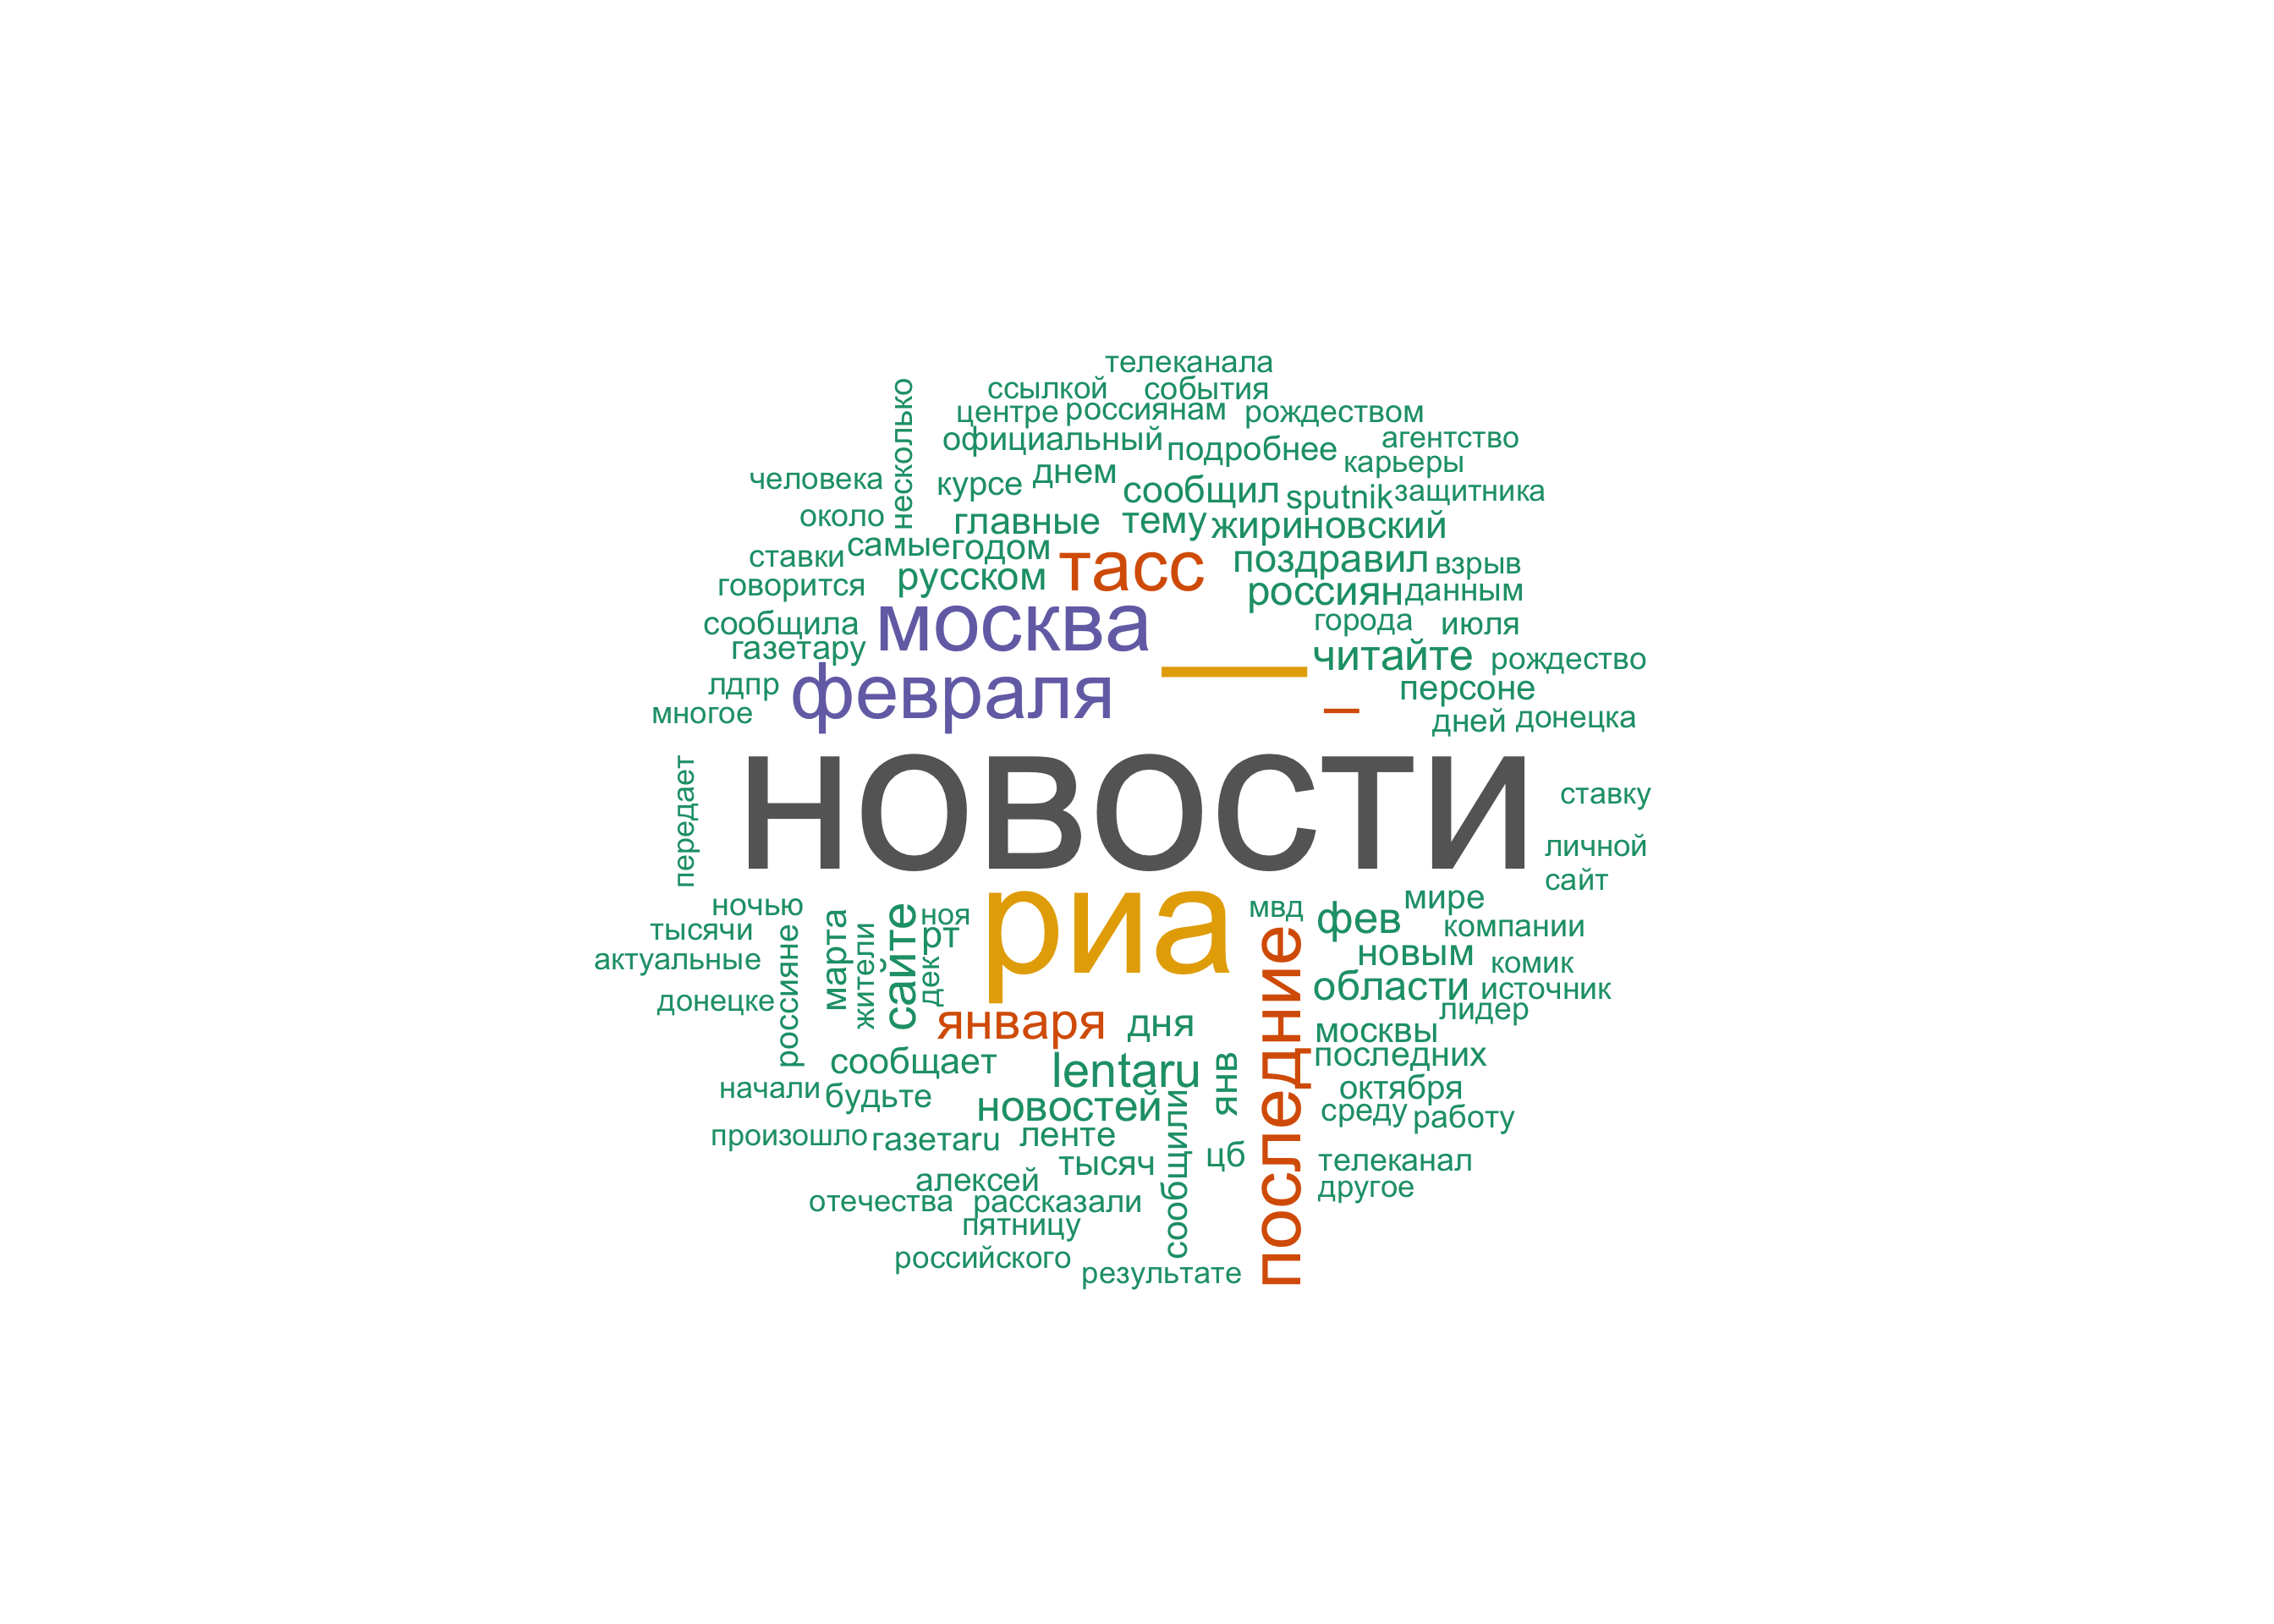 телеканала
ссылкой события
центре россиянам рождеством
несколько
официальный подробнее агентство
карьеры
человека курсе днем сообщил sputnik защитника
около главные тему жириновский
ставки самые годом тасс поздравил взрыв
говорится русском россиян данным
сообщила москва города июля
газетару — читайте рождество
лдпр февраля персоне
многое – дней донецка
новости
передает ставку
личной
сайт
риа
ночью ноя мвд фев мире
тысячи россияне марта жители сайте рт дек последние компании
актуальные новым комик
донецке области источник
лидер
января дня москвы
сообщает lentaru янв последних
начали будьте новостей сообщили октября
среду работу
произошло газетаru ленте
тысяч цб телеканал
алексей другое
отечества рассказали
пятницу
российского результате